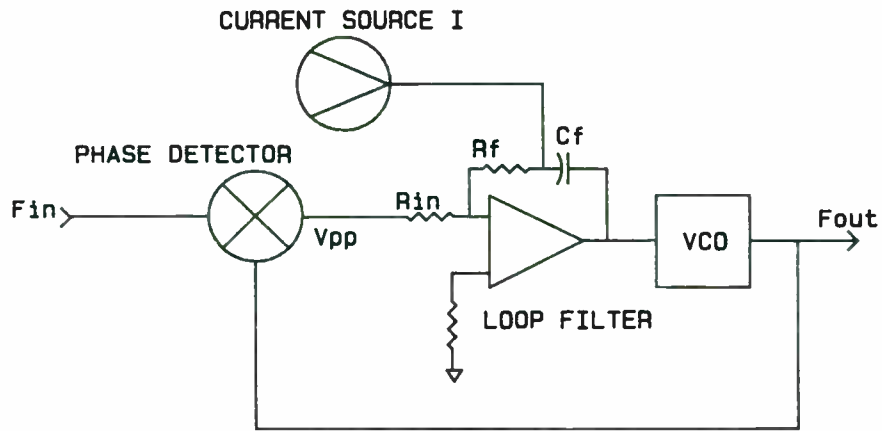 CURRENT SOURCE I
PHASE DETECTOR
Rf
Cf
Fin
Rin
Vpp
VCO
Fout
LOOP FILTER